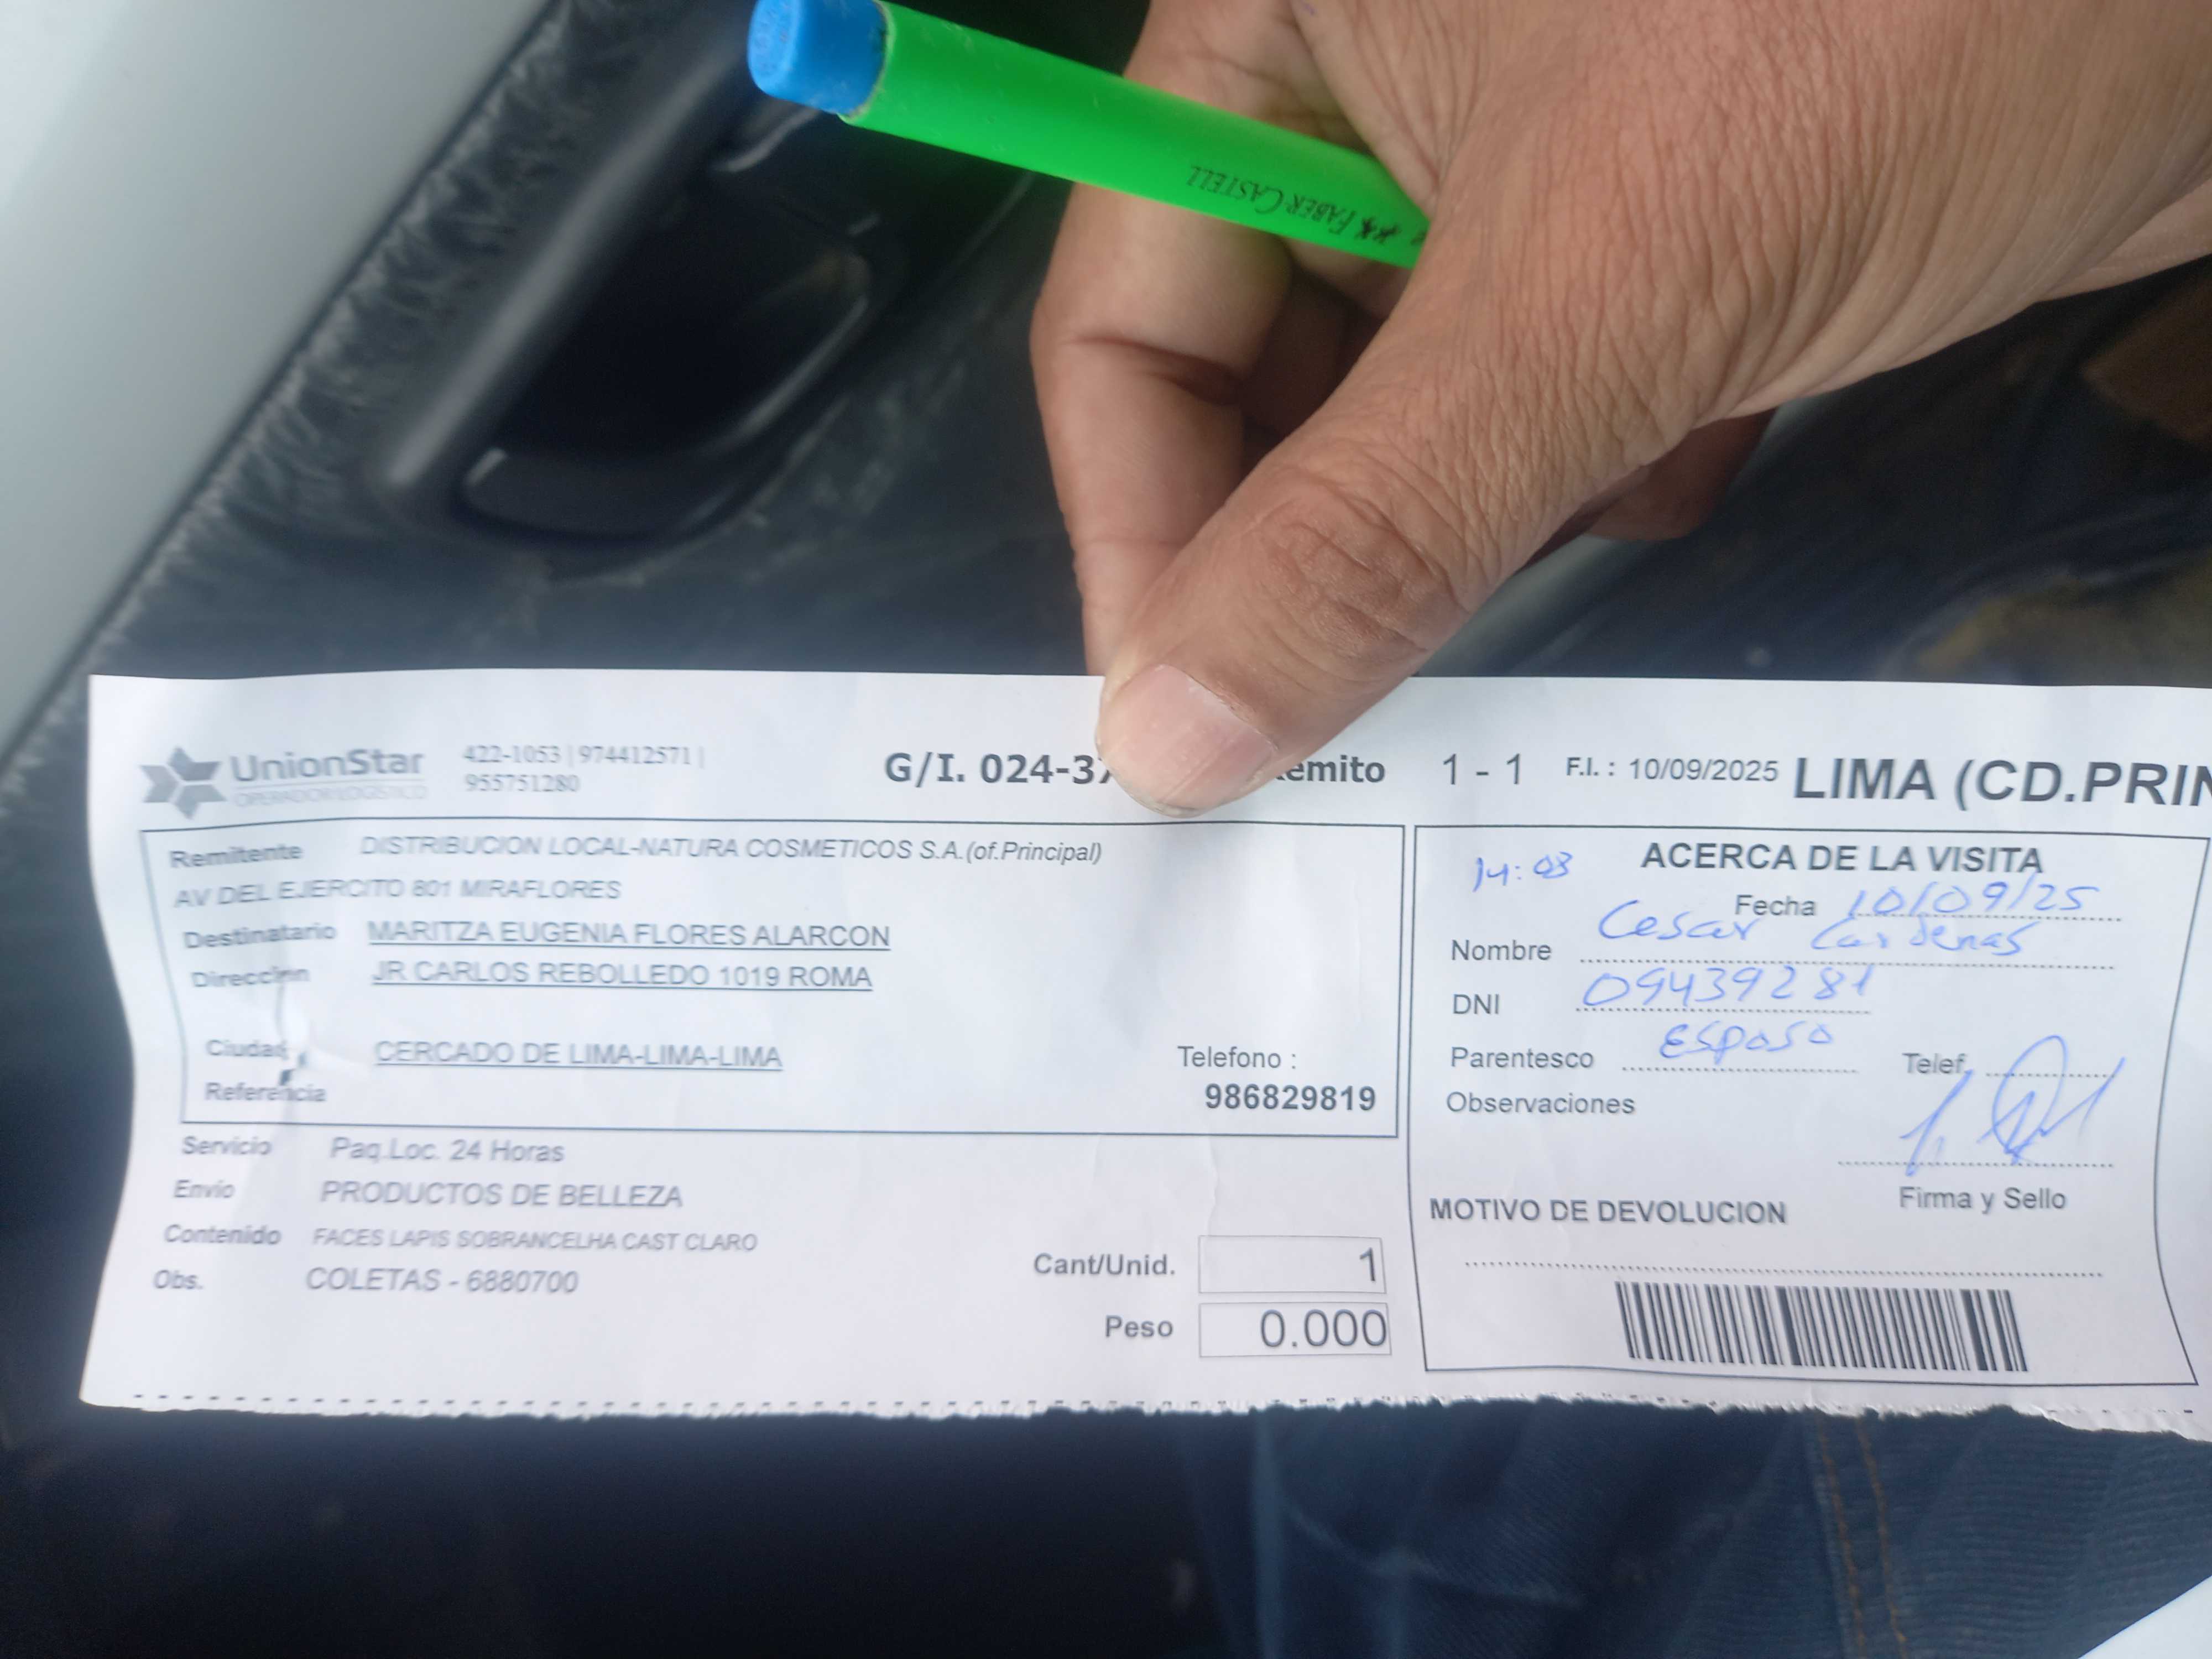 FABER-CASTELL
UnionStar
OPERADOR LOGISTICO
422-1053 | 974412571 |
955751280
G/I. 024-37
emito 1 - 1 F.I. : 10/09/2025 LIMA (CD.PRIN
Remitente DISTRIBUCION LOCAL-NATURA COSMETICOS S.A.(of.Principal)
AV DEL EJERCITO 801 MIRAFLORES
Destinatario MARITZA EUGENIA FLORES ALARCON
Direccion JR CARLOS REBOLLEDO 1019 ROMA
Ciudad CERCADO DE LIMA-LIMA-LIMA
Telefono :
986829819
Referencia
Servicio Paq.Loc. 24 Horas
Envio PRODUCTOS DE BELLEZA
Contenido FACES LAPIS SOBRANCELHA CAST CLARO
Obs. COLETAS - 6880700
Cant/Unid. 1
Peso 0.000
14:03 ACERCA DE LA VISITA
Fecha 10/09/25
Nombre Cesar Cardenas
DNI 09439281
Parentesco Esposo
Telef.
Observaciones
Firma y Sello
MOTIVO DE DEVOLUCION